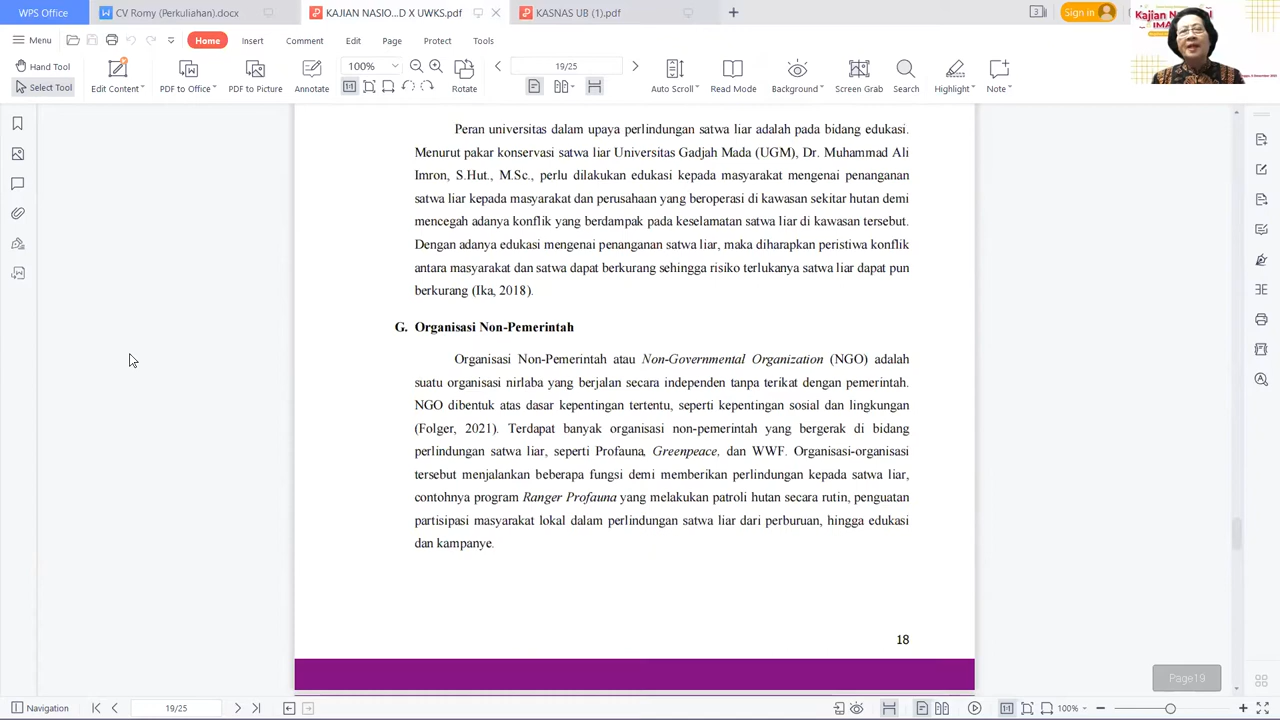 WPS Office
CV Romy (Perkuliahan).docx
KAJIAN NASIO...D X UWKS.pdf
KASNAS UB (1).pdf
Sign in
Menu
Home
Insert
Comment
Edit
Page
Protect
Tools
Hand Tool
Select Tool
Edit Content
PDF to Office
PDF to Picture
Annotate
100%
Rotate
19/25
Auto Scroll
Read Mode
Background
Screen Grab
Search
Highlight
Note
Kajian Nasional
Peran universitas dalam upaya perlindungan satwa liar adalah pada bidang edukasi.
Menurut pakar konservasi satwa liar Universitas Gadjah Mada (UGM), Dr. Muhammad Ali
Imron, S.Hut., M.Sc., perlu dilakukan edukasi kepada masyarakat mengenai penanganan
satwa liar kepada masyarakat dan perusahaan yang beroperasi di kawasan sekitar hutan demi
mencegah adanya konflik yang berdampak pada keselamatan satwa liar di kawasan tersebut.
Dengan adanya edukasi mengenai penanganan satwa liar, maka diharapkan peristiwa konflik
antara masyarakat dan satwa dapat berkurang sehingga risiko terlukanya satwa liar dapat pun
berkurang (Ika, 2018).
G. Organisasi Non-Pemerintah
Organisasi Non-Pemerintah atau Non-Governmental Organization (NGO) adalah
suatu organisasi nirlaba yang berjalan secara independen tanpa terikat dengan pemerintah.
NGO dibentuk atas dasar kepentingan tertentu, seperti kepentingan sosial dan lingkungan
(Folger, 2021). Terdapat banyak organisasi non-pemerintah yang bergerak di bidang
perlindungan satwa liar, seperti Profauna, Greenpeace, dan WWF. Organisasi-organisasi
tersebut menjalankan beberapa fungsi demi memberikan perlindungan kepada satwa liar,
contohnya program Ranger Profauna yang melakukan patroli hutan secara rutin, penguatan
partisipasi masyarakat lokal dalam perlindungan satwa liar dari perburuan, hingga edukasi
dan kampanye.
18
Page19
Navigation
19/25
100%